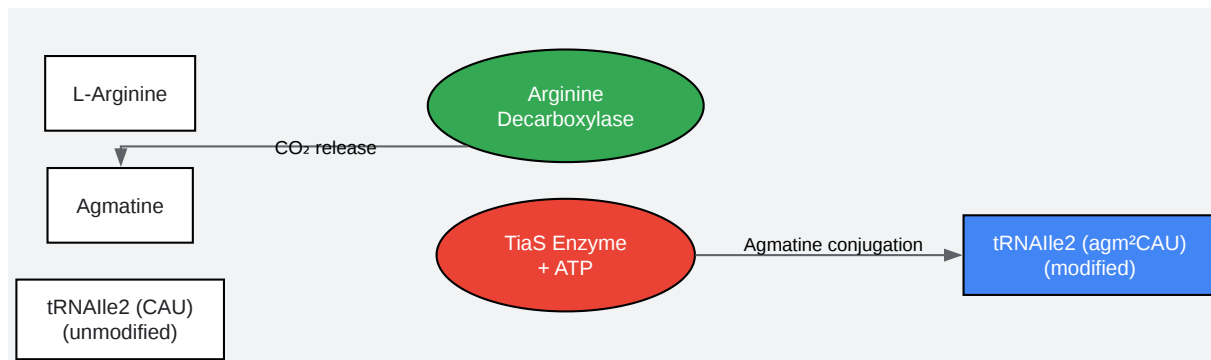 L-Arginine
Arginine
Decarboxylase
CO₂ release
Agmatine
TiaS Enzyme
+ ATP
Agmatine conjugation
tRNAIle2 (agm²CAU)
(modified)
tRNAIle2 (CAU)
(unmodified)